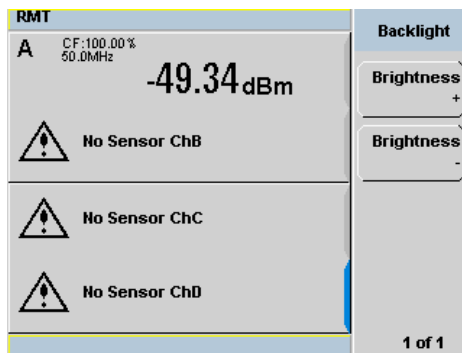 RMT
A
CF:100.00%
50.0MHz
-49.34dBm
No Sensor ChB
No Sensor ChC
No Sensor ChD
Backlight
Brightness
+
Brightness
-
1 of 1